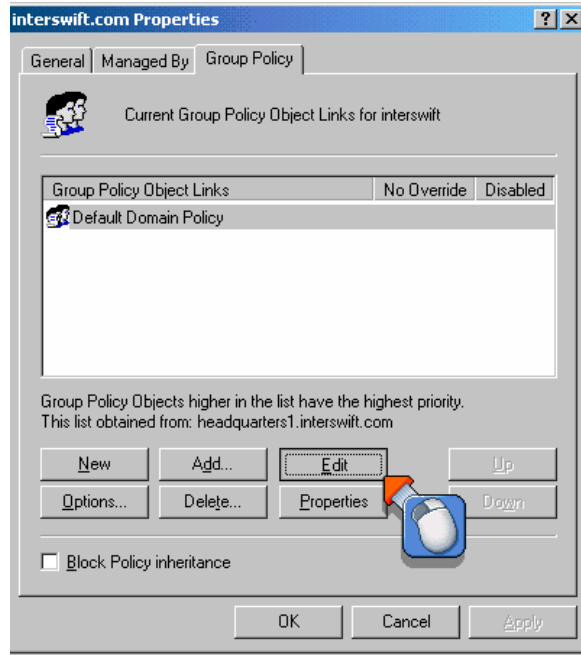 interswift.com Properties
General Managed By Group Policy
Current Group Policy Object Links for interswift
Group Policy Object Links No Override Disabled
Default Domain Policy
Group Policy Objects higher in the list have the highest priority.
This list obtained from: headquarters1.interswift.com
New Add... Edit Up
Options... Delete... Properties Down
Block Policy inheritance
OK Cancel Apply